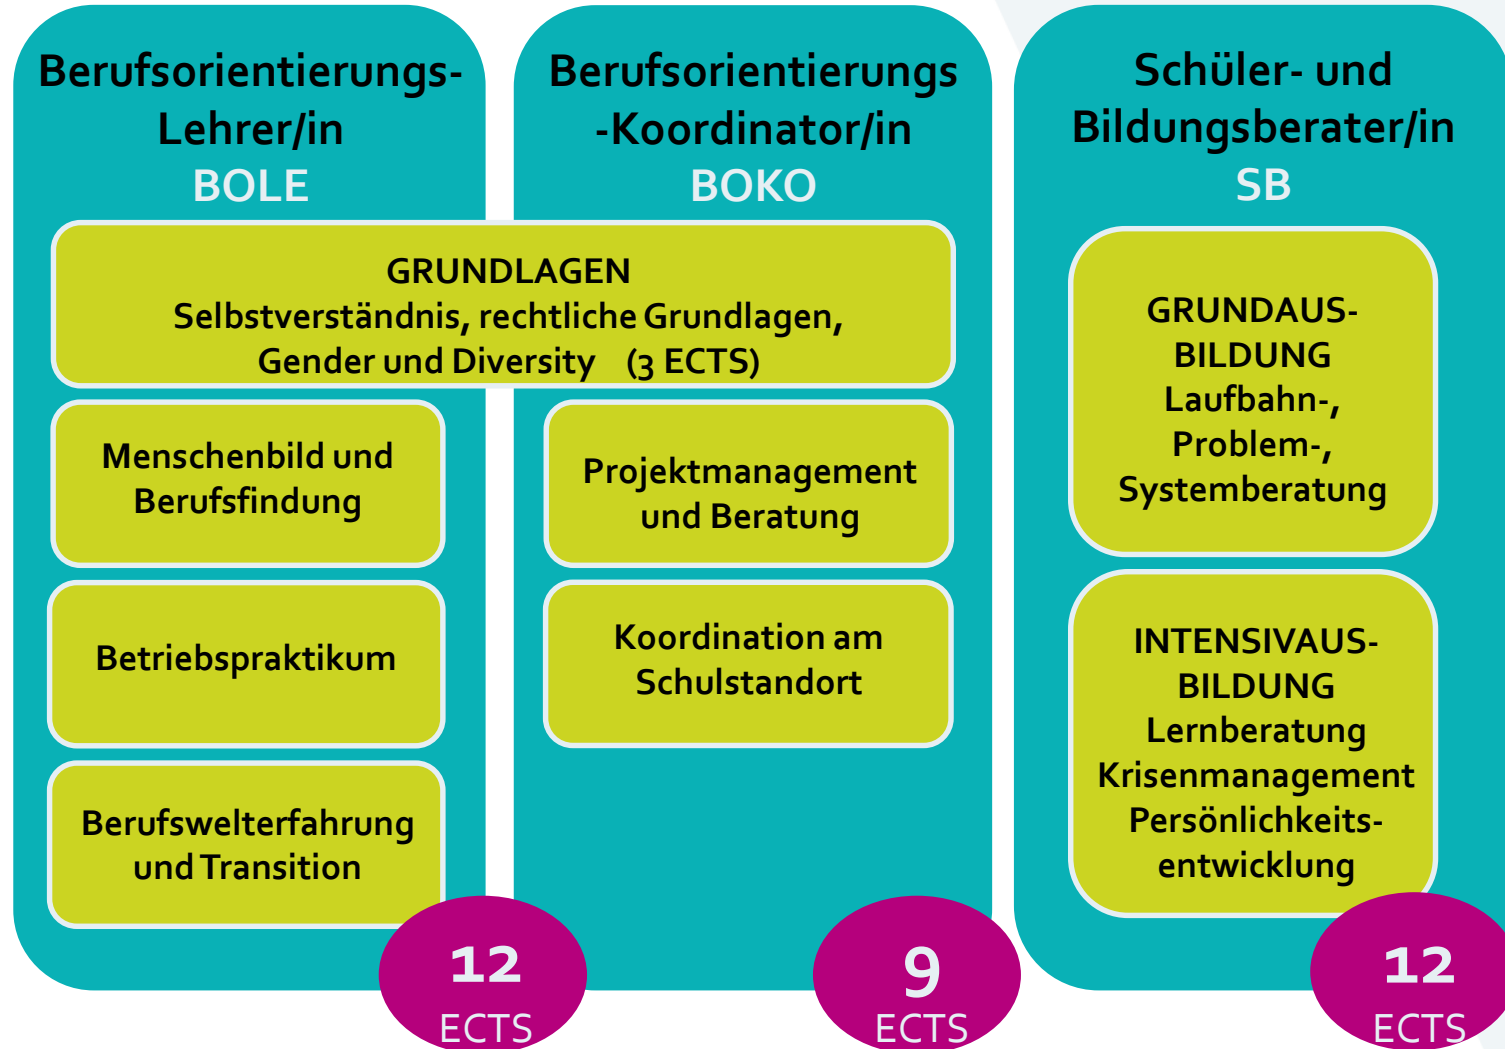 Berufsorientierungs-
Lehrer/in
BOLE
Berufsorientierungs
-Koordinator/in
BOKO
GRUNDLAGEN
Selbstverständnis, rechtliche Grundlagen,
Gender und Diversity (3 ECTS)
Menschenbild und
Berufsfindung
Betriebspraktikum
Berufswelterfahrung
und Transition
12
ECTS
Projektmanagement
und Beratung
Koordination am
Schulstandort
9
ECTS
Schüler- und
Bildungsberater/in
SB
GRUNDAUS-
BILDUNG
Laufbahn-,
Problem-,
Systemberatung
INTENSIVAUS-
BILDUNG
Lernberatung
Krisenmanagement
Persönlichkeits-
entwicklung
12
ECTS